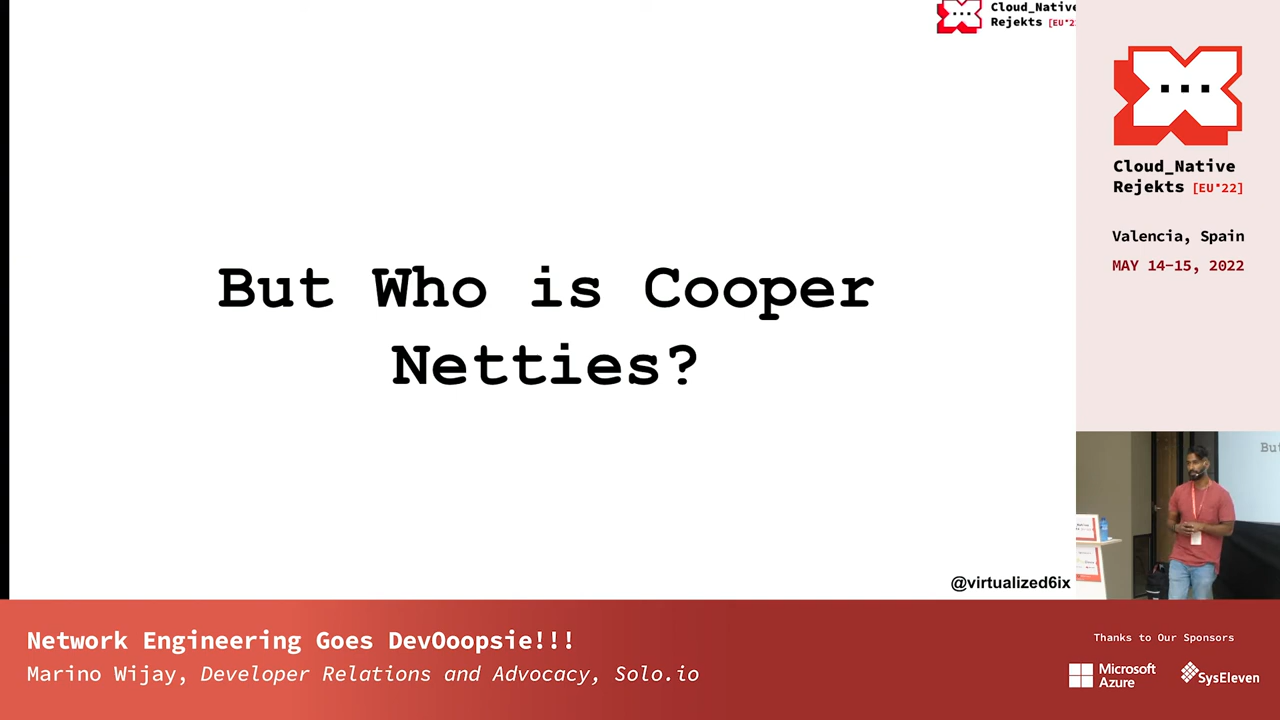 Cloud_Native
Rejekts [EU'2
But Who is Cooper
Netties?
@virtualized6ix
Cloud_Native
Rejekts [EU'22]
Valencia, Spain
MAY 14–15, 2022
But
Network Engineering Goes DevOoopsie!!!
Marino Wijay, Developer Relations and Advocacy, Solo.io
Thanks to Our Sponsors
Microsoft
Azure
SysEleven